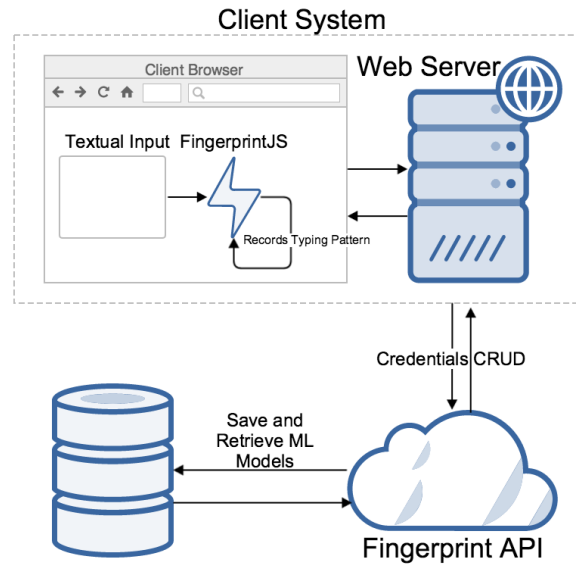 Client System
Client Browser
Web Server
Textual Input
FingerprintJS
Records Typing Pattern
Credentials CRUD
Save and
Retrieve ML
Models
Fingerprint API